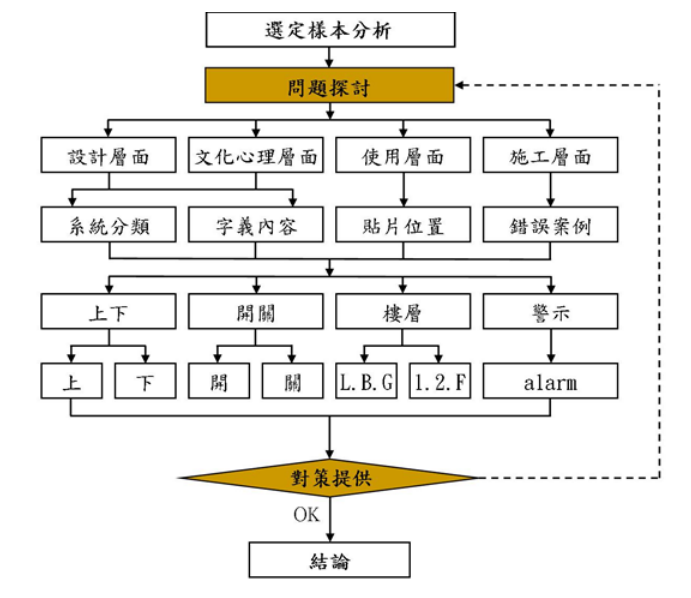 選定樣本分析
問題探討
設計層面 文化心理層面 使用層面 施工層面
系統分類 字義內容 貼片位置 錯誤案例
上下 開關 樓層 警示
上 下 開 關 L.B.G 1.2.F alarm
對策提供
OK
結論